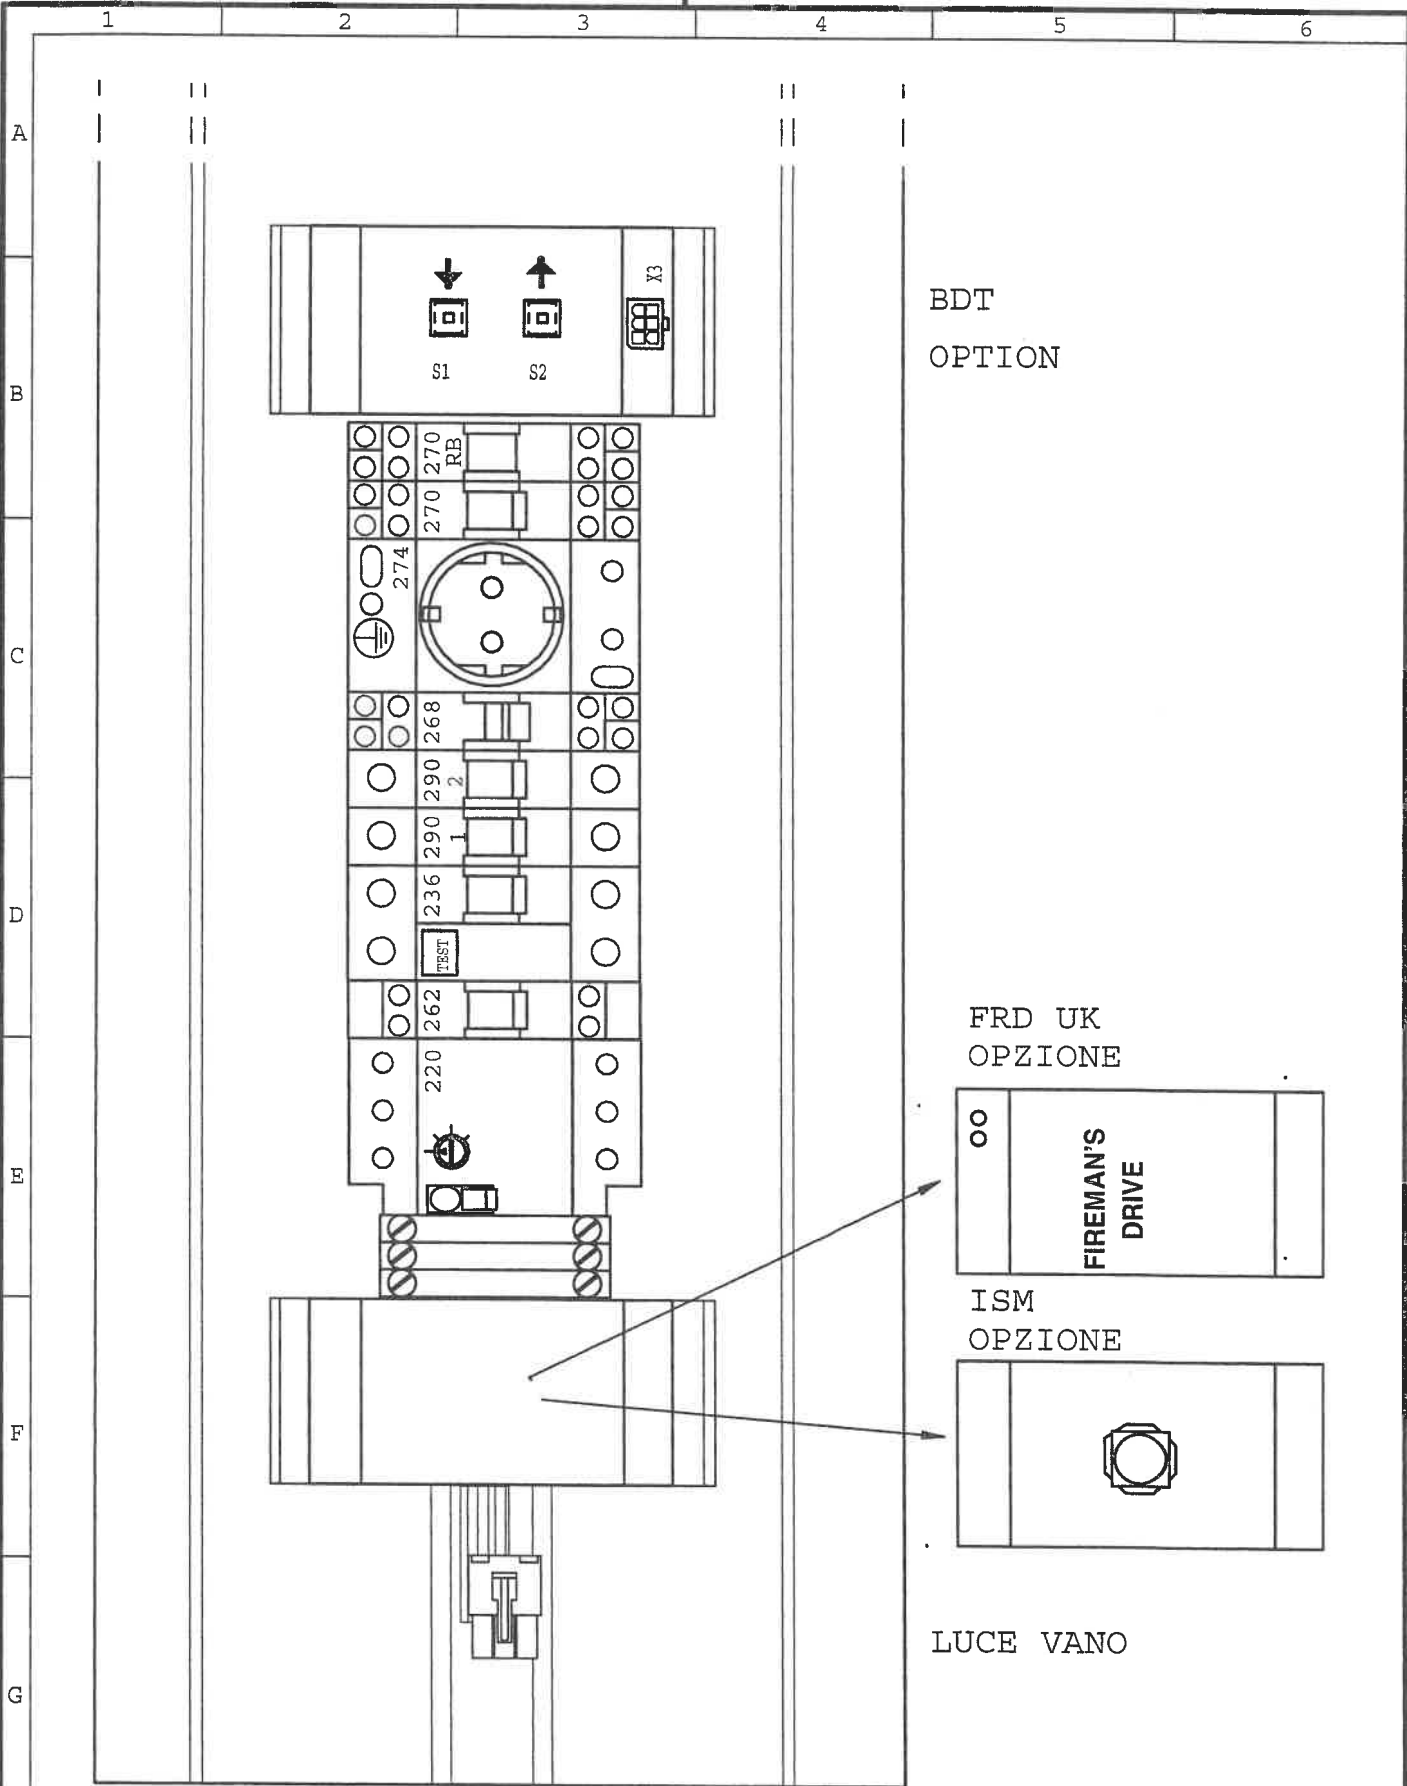 1 2 3 4 5 6
A
B
C
D
E
F
G
X3
S1 S2
BDT
OPTION
270
RB
270
274
268
290
2
290
1
236
TEST
262
220
FRD UK
OPZIONE
FIREMAN'S
DRIVE
ISM
OPZIONE
LUCE VANO